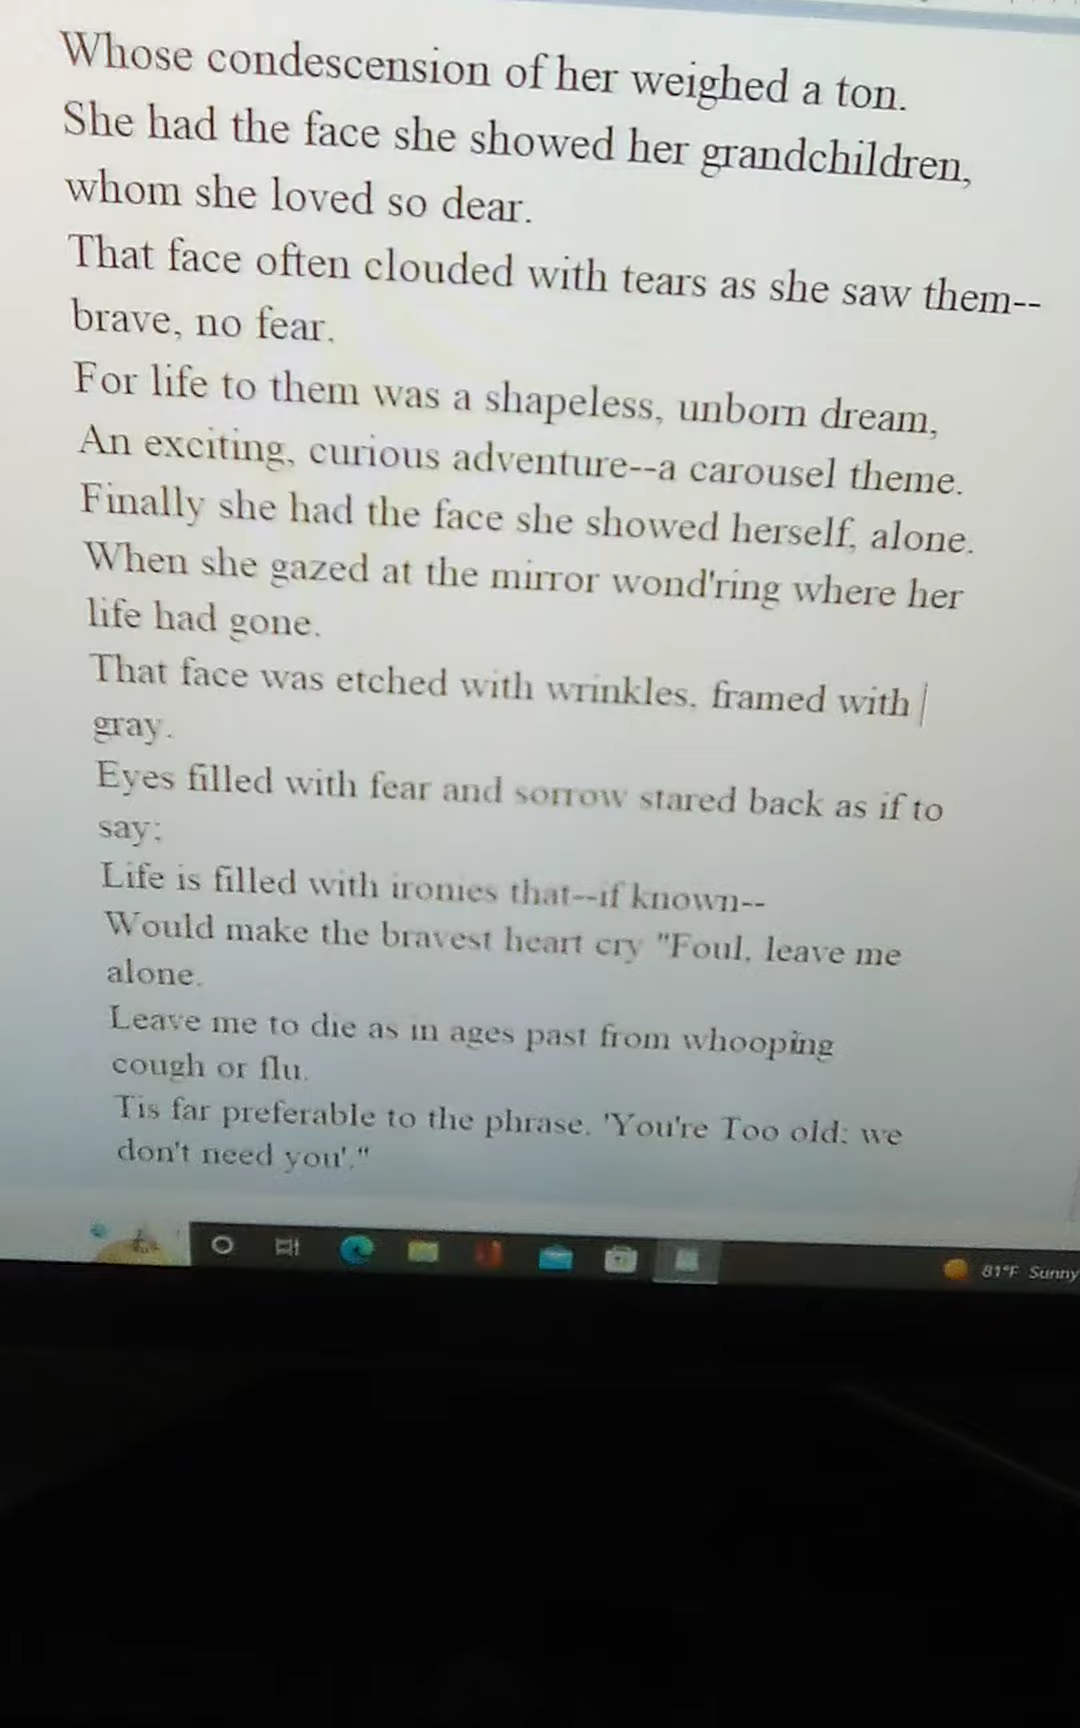 Whose condescension of her weighed a ton.
She had the face she showed her grandchildren,
whom she loved so dear.
That face often clouded with tears as she saw them--
brave, no fear.
For life to them was a shapeless, unborn dream,
An exciting, curious adventure--a carousel theme.
Finally she had the face she showed herself, alone.
When she gazed at the mirror wond'ring where her
life had gone.
That face was etched with wrinkles, framed with
gray.
Eyes filled with fear and sorrow stared back as if to
say:
Life is filled with ironies that--if known--
Would make the bravest heart cry "Foul, leave me
alone.
Leave me to die as in ages past from whooping
cough or flu.
Tis far preferable to the phrase. 'You're Too old: we
don't need you'."
81°F Sunny